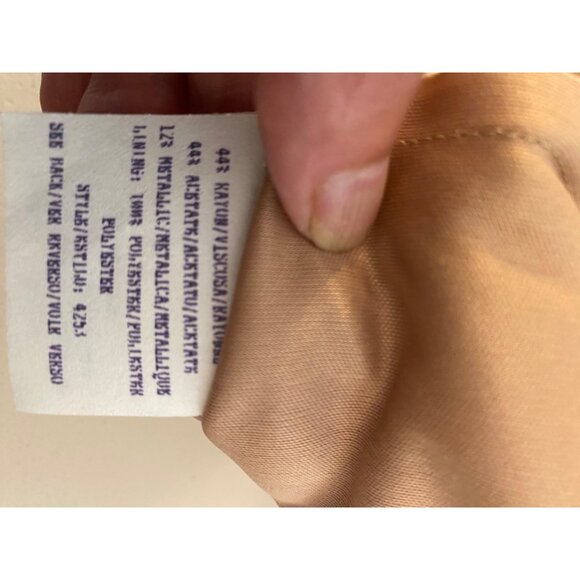 44% RAYON/VISCOSA/RAYONNE
44% ACETATE/ACETATO/ACETATE
12% METALLIC/METALICA/METALLIQUE
LINING: 100% POLYESTER/POLIESTER
POLYESTER
STYLE/ESTILO: 4253
SEE BACK/VER REVERSO/VOIR VERSO